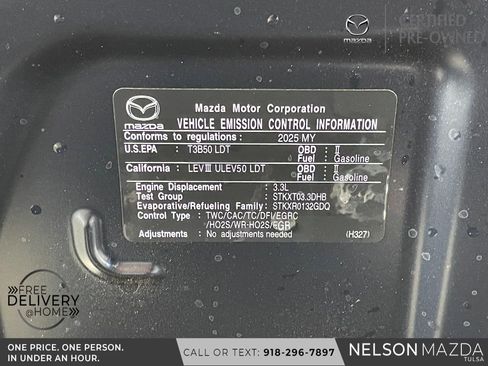 mazda
CERTIFIED
PRE-OWNED
Mazda Motor Corporation
mazda
VEHICLE EMISSION CONTROL INFORMATION
Conforms to regulations : 2025 MY
U.S.EPA : T3B50 LDT OBD : II
Fuel : Gasoline
California : LEVIII ULEV50 LDT OBD : II
Fuel : Gasoline
Engine Displacement : 3.3L
Test Group : STKXT03.3DHB
Evaporative/Refueling Family : STKXR0132GDQ
Control Type : TWC/CAC/TC/DFI/EGRC
/HO2S/WR-HO2S/EGR
Adjustments : No adjustments needed (H327)
FREE
DELIVERY
@HOME
ONE PRICE. ONE PERSON.
IN UNDER AN HOUR.
CALL OR TEXT: 918-296-7897
NELSON MAZDA
TULSA